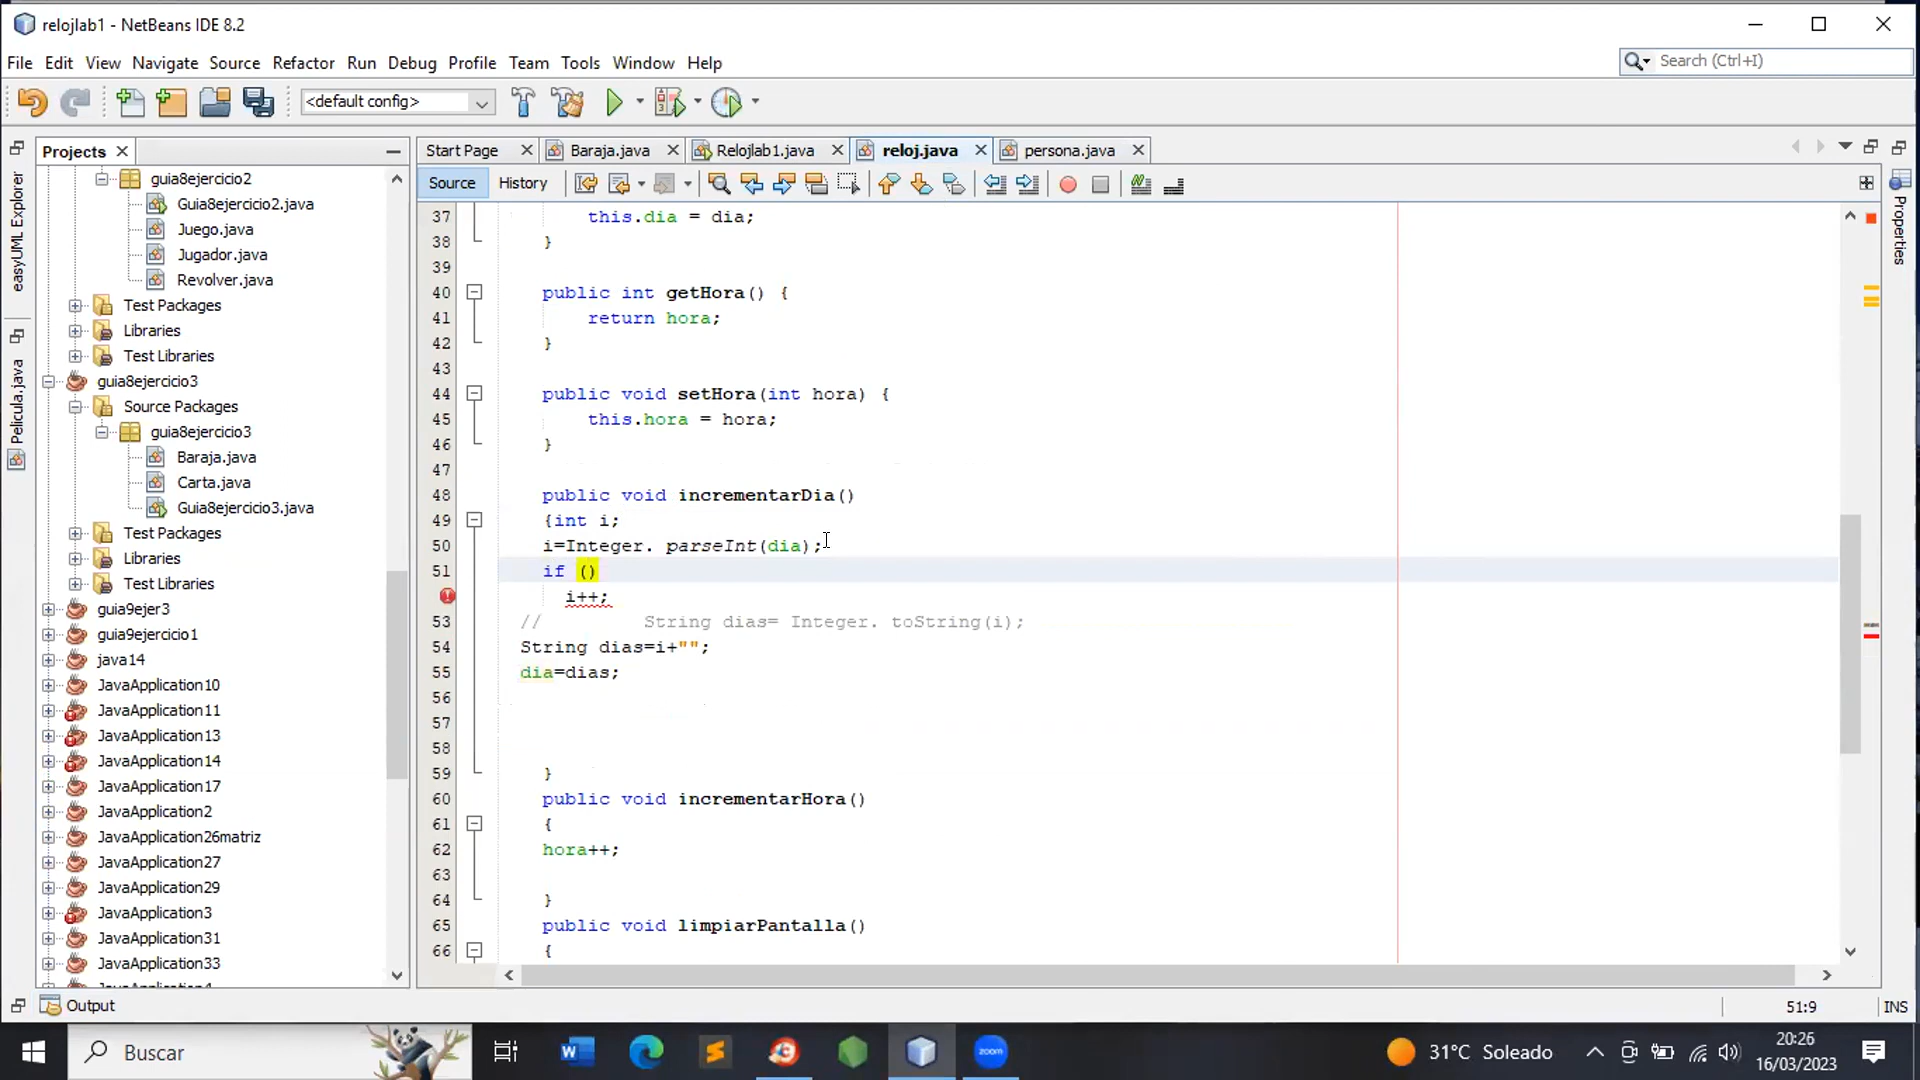 relojlab1 - NetBeans IDE 8.2
File Edit View Navigate Source Refactor Run Debug Profile Team Tools Window Help
Search (Ctrl+I)
<default config>
Projects
Start Page Baraja.java Relojlab1.java reloj.java persona.java
Source History
easyUML Explorer
Pelicula.java
Properties
guia8ejercicio2
Guia8ejercicio2.java
Juego.java
Jugador.java
Revolver.java
Test Packages
Libraries
Test Libraries
guia8ejercicio3
Source Packages
guia8ejercicio3
Baraja.java
Carta.java
Guia8ejercicio3.java
Test Packages
Libraries
Test Libraries
guia9ejer3
guia9ejercicio1
java14
JavaApplication10
JavaApplication11
JavaApplication13
JavaApplication14
JavaApplication17
JavaApplication2
JavaApplication26matriz
JavaApplication27
JavaApplication29
JavaApplication3
JavaApplication31
JavaApplication33
37 this.dia = dia;
38 }
39
40 public int getHora() {
41 return hora;
42 }
43
44 public void setHora(int hora) {
45 this.hora = hora;
46 }
47
48 public void incrementarDia()
49 {int i;
50 i=Integer. parseInt(dia);
51 if ()
i++;
53 // String dias= Integer. toString(i);
54 String dias=i+"";
55 dia=dias;
56
57
58
59 }
60 public void incrementarHora()
61 {
62 hora++;
63
64 }
65 public void limpiarPantalla()
66 {
Output
51:9 INS
Buscar
zoom
31°C Soleado
20:26
16/03/2023